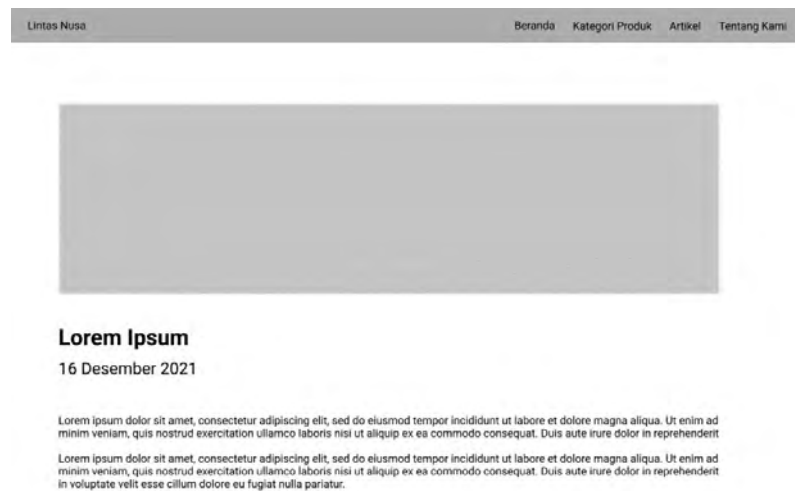 Lintas Nusa
Beranda Kategori Produk Artikel Tentang Kami
Lorem Ipsum
16 Desember 2021
Lorem ipsum dolor sit amet, consectetur adipiscing elit, sed do eiusmod tempor incididunt ut labore et dolore magna aliqua. Ut enim ad
minim veniam, quis nostrud exercitation ullamco laboris nisi ut aliquip ex ea commodo consequat. Duis aute irure dolor in reprehenderit
Lorem ipsum dolor sit amet, consectetur adipiscing elit, sed do eiusmod tempor incididunt ut labore et dolore magna aliqua. Ut enim ad
minim veniam, quis nostrud exercitation ullamco laboris nisi ut aliquip ex ea commodo consequat. Duis aute irure dolor in reprehenderit
in voluptate velit esse cillum dolore eu fugiat nulla pariatur.